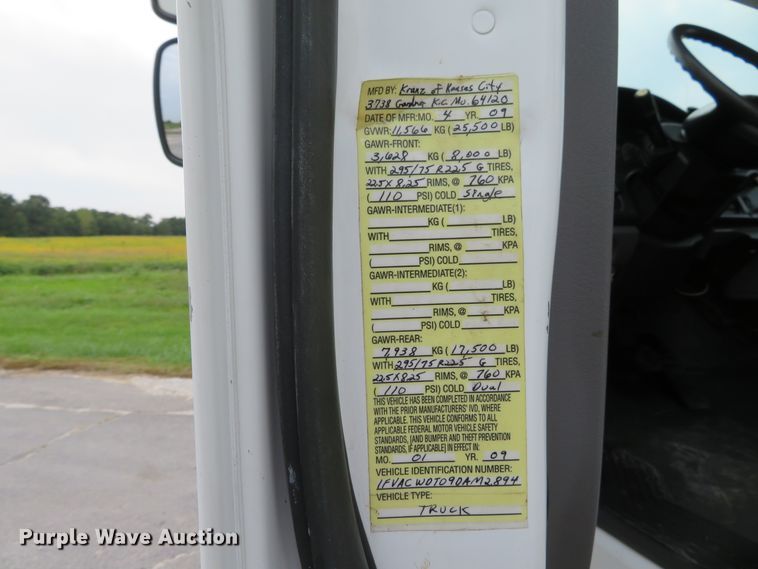 MFD BY: Kranz of Kansas City
3738 Gardner K.C. Mo. 64120
DATE OF MFR:MO. 4 YR. 09
GVWR: 11,566 KG (25,500 LB)
GAWR-FRONT:
3,628 KG (8,000 LB)
WITH 295/75 R22.5 G TIRES,
22.5 X 8.25 RIMS, @ 760 KPA
(110 PSI) COLD Single
GAWR-INTERMEDIATE(1):
KG ( LB)
WITH TIRES,
RIMS, @ KPA
( PSI) COLD
GAWR-INTERMEDIATE(2):
KG ( LB)
WITH TIRES,
RIMS, @ KPA
( PSI) COLD
GAWR-REAR:
7,938 KG (17,500 LB)
WITH 295/75 R22.5 G TIRES,
22.5 X 8.25 RIMS, @ 760 KPA
(110 PSI) COLD Dual
THIS VEHICLE HAS BEEN COMPLETED IN ACCORDANCE
WITH THE PRIOR MANUFACTURERS' IVD, WHERE
APPLICABLE. THIS VEHICLE CONFORMS TO ALL
APPLICABLE FEDERAL MOTOR VEHICLE SAFETY
STANDARDS, [AND BUMPER AND THEFT PREVENTION
STANDARDS, IF APPLICABLE] IN EFFECT IN:
MO. 01 YR. 09
VEHICLE IDENTIFICATION NUMBER:
1FVACWDT09DAM2894
VEHICLE TYPE:
TRUCK
Purple Wave Auction